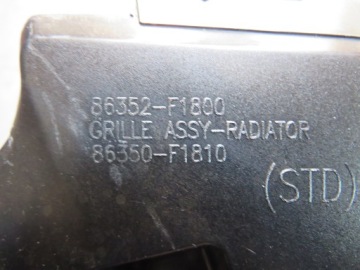 86352-F1800
GRILLE ASSY-RADIATOR
86350-F1810
(STD)